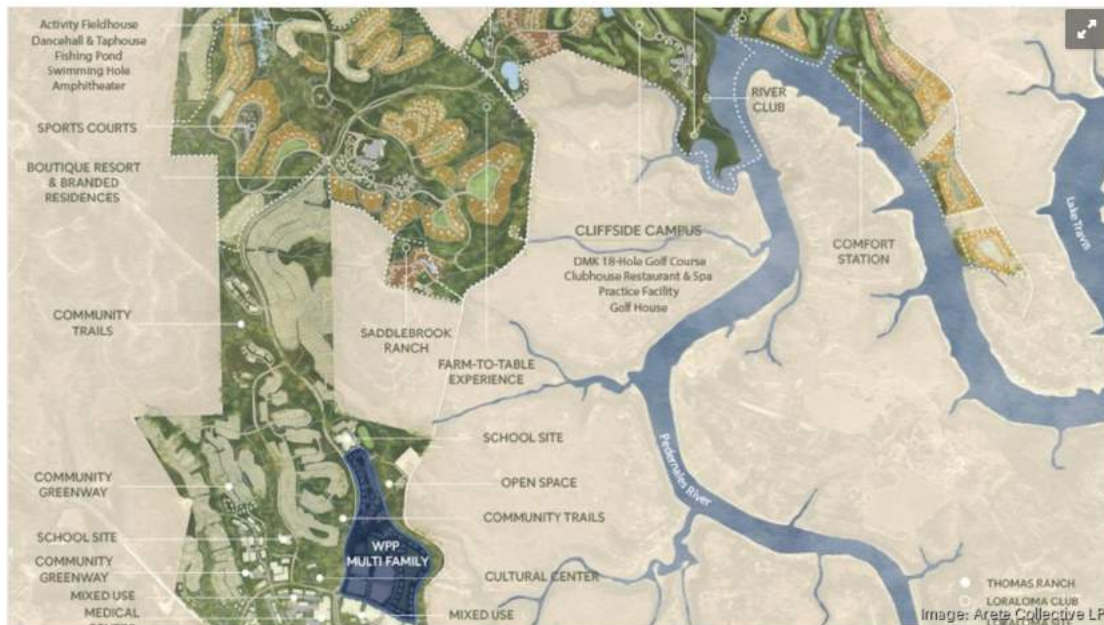 Activity Fieldhouse
Dancehall & Taphouse
Fishing Pond
Swimming Hole
Amphitheater
SPORTS COURTS
BOUTIQUE RESORT
& BRANDED
RESIDENCES
RIVER
CLUB
Lake Travi
CLIFFSIDE CAMPUS
DMK 18-Hole Golf Course
Clubhouse Restaurant & Spa
Practice Facility
Golf House
COMFORT
STATION
COMMUNITY
TRAILS
SADDLEBROOK
RANCH
FARM-TO-TABLE
EXPERIENCE
SCHOOL SITE
Pedernales River
COMMUNITY
GREENWAY
OPEN SPACE
COMMUNITY TRAILS
SCHOOL SITE
WPP
MULTI FAMILY
COMMUNITY
GREENWAY
CULTURAL CENTER
MIXED USE
MEDICAL
MIXED USE
THOMAS RANCH
LORALOMA CLUB
Image: Arete Collective LP